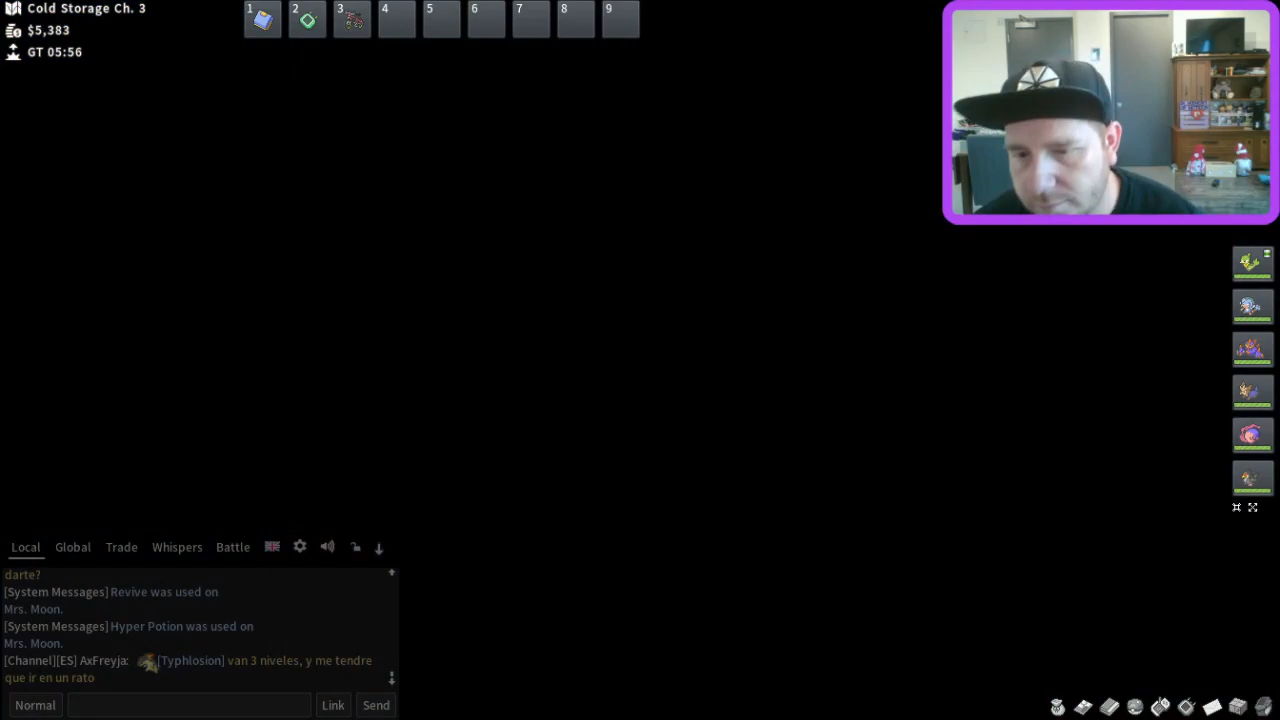 Cold Storage Ch. 3
$5,383
GT 05:56
1 2 3 4 5 6 7 8 9
Local Global Trade Whispers Battle
darte?
[System Messages] Revive was used on
Mrs. Moon.
[System Messages] Hyper Potion was used on
Mrs. Moon.
[Channel][ES] AxFreyja: [Typhlosion] van 3 niveles, y me tendre
que ir en un rato
Normal Link Send